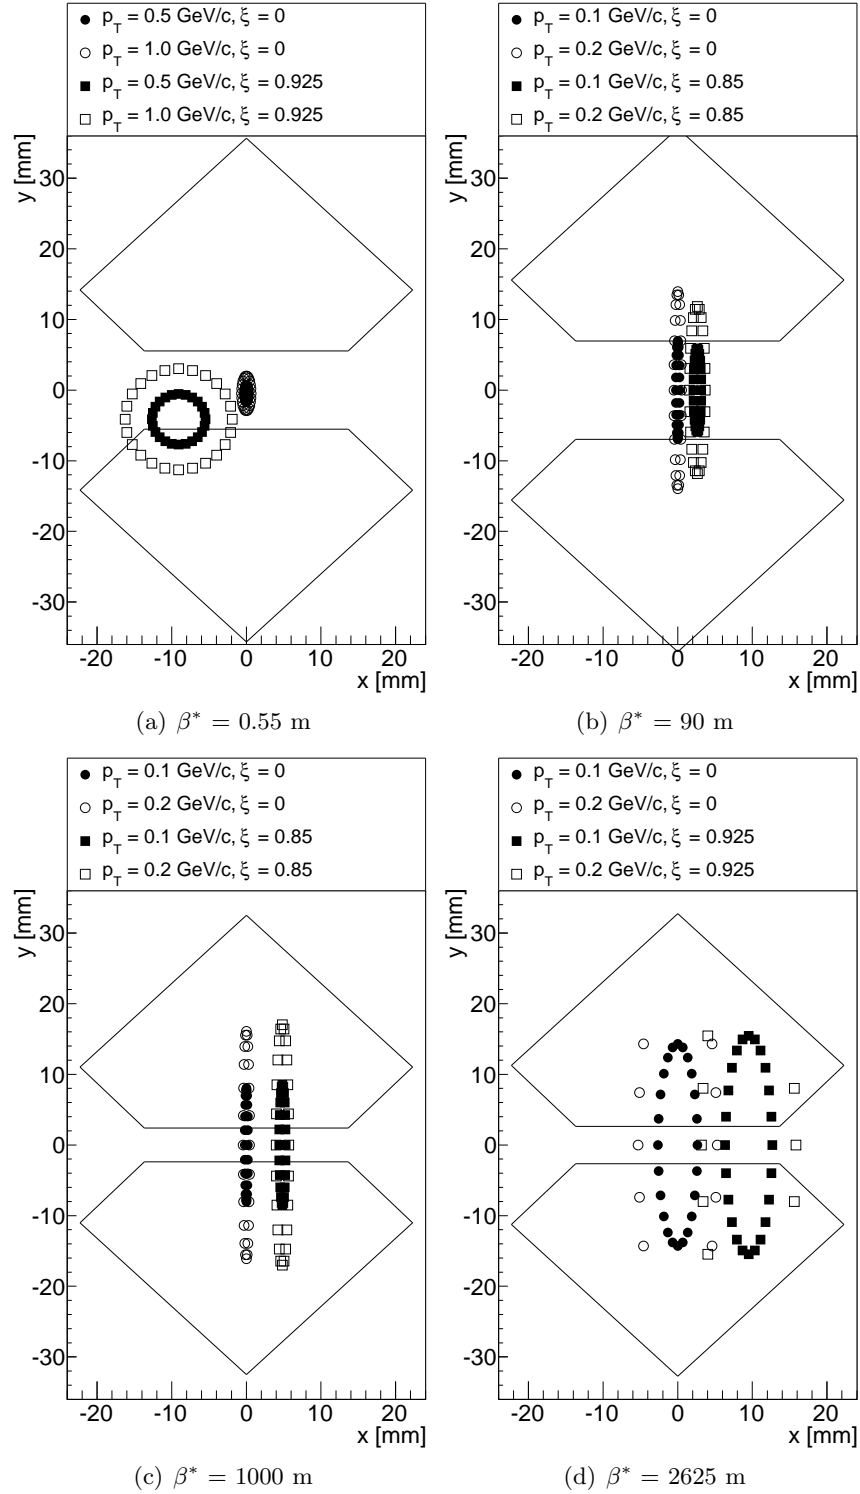 p_T = 0.5 GeV/c, ξ = 0
p_T = 1.0 GeV/c, ξ = 0
p_T = 0.5 GeV/c, ξ = 0.925
p_T = 1.0 GeV/c, ξ = 0.925
y [mm]
30
20
10
0
-10
-20
-30
-20 -10 0 10 20
x [mm]
(a) β* = 0.55 m
p_T = 0.1 GeV/c, ξ = 0
p_T = 0.2 GeV/c, ξ = 0
p_T = 0.1 GeV/c, ξ = 0.85
p_T = 0.2 GeV/c, ξ = 0.85
y [mm]
30
20
10
0
-10
-20
-30
-20 -10 0 10 20
x [mm]
(b) β* = 90 m
p_T = 0.1 GeV/c, ξ = 0
p_T = 0.2 GeV/c, ξ = 0
p_T = 0.1 GeV/c, ξ = 0.85
p_T = 0.2 GeV/c, ξ = 0.85
y [mm]
30
20
10
0
-10
-20
-30
-20 -10 0 10 20
x [mm]
(c) β* = 1000 m
p_T = 0.1 GeV/c, ξ = 0
p_T = 0.2 GeV/c, ξ = 0
p_T = 0.1 GeV/c, ξ = 0.925
p_T = 0.2 GeV/c, ξ = 0.925
y [mm]
30
20
10
0
-10
-20
-30
-20 -10 0 10 20
x [mm]
(d) β* = 2625 m